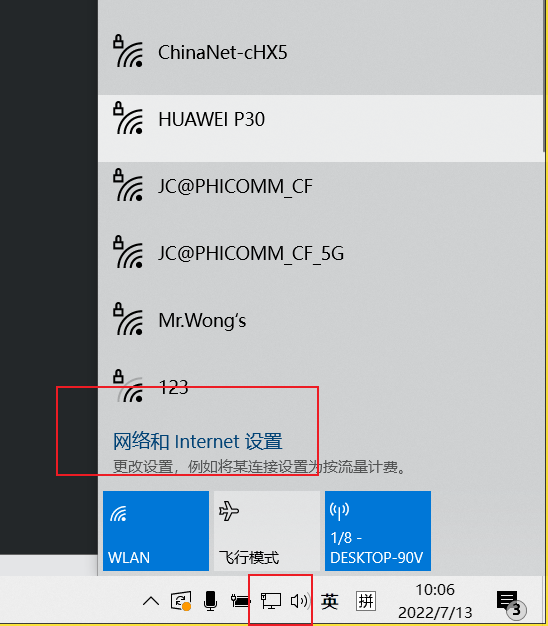 ChinaNet-cHX5
HUAWEI P30
JC@PHICOMM_CF
JC@PHICOMM_CF_5G
Mr.Wong's
123
网络和 Internet 设置
更改设置，例如将某连接设置为按流量计费。
WLAN
飞行模式
1/8 -
DESKTOP-90V
英
拼
10:06
2022/7/13
3